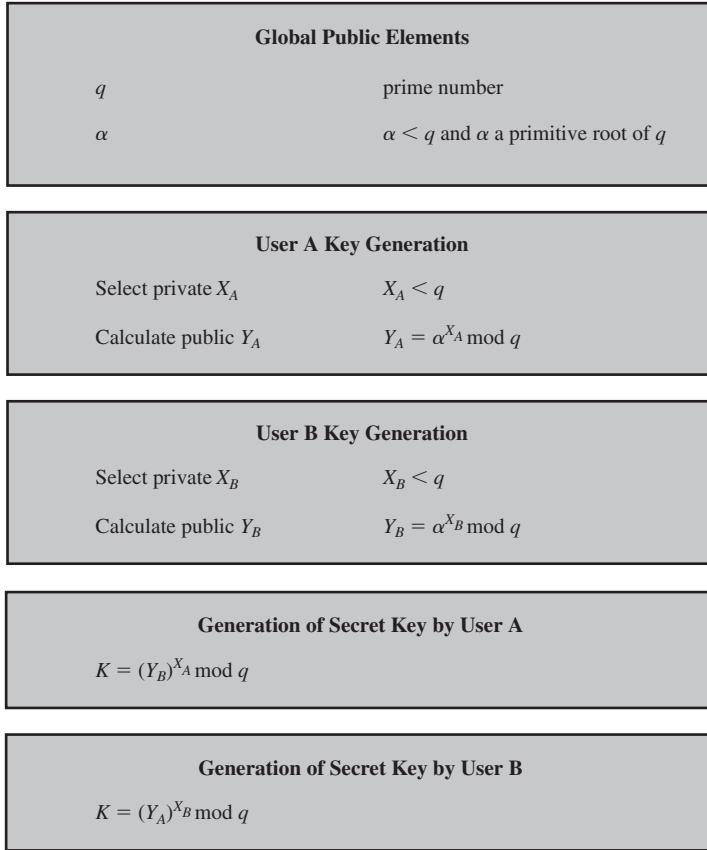 Global Public Elements
q prime number
α α < q and α a primitive root of q
User A Key Generation
Select private X_A X_A < q
Calculate public Y_A Y_A = α^{X_A} mod q
User B Key Generation
Select private X_B X_B < q
Calculate public Y_B Y_B = α^{X_B} mod q
Generation of Secret Key by User A
K = (Y_B)^{X_A} mod q
Generation of Secret Key by User B
K = (Y_A)^{X_B} mod q